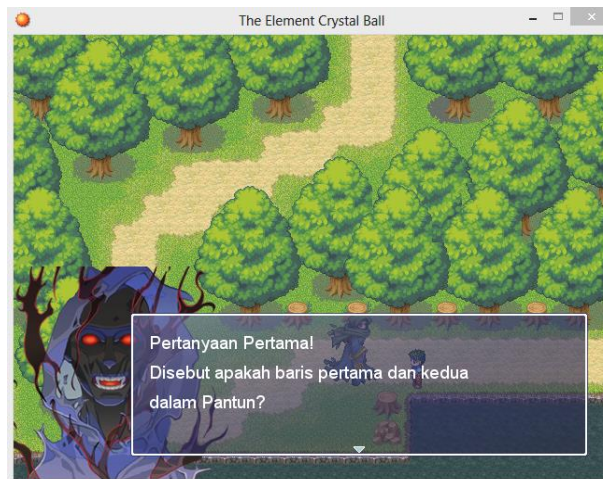 The Element Crystal Ball
Pertanyaan Pertama!
Disebut apakah baris pertama dan kedua
dalam Pantun?